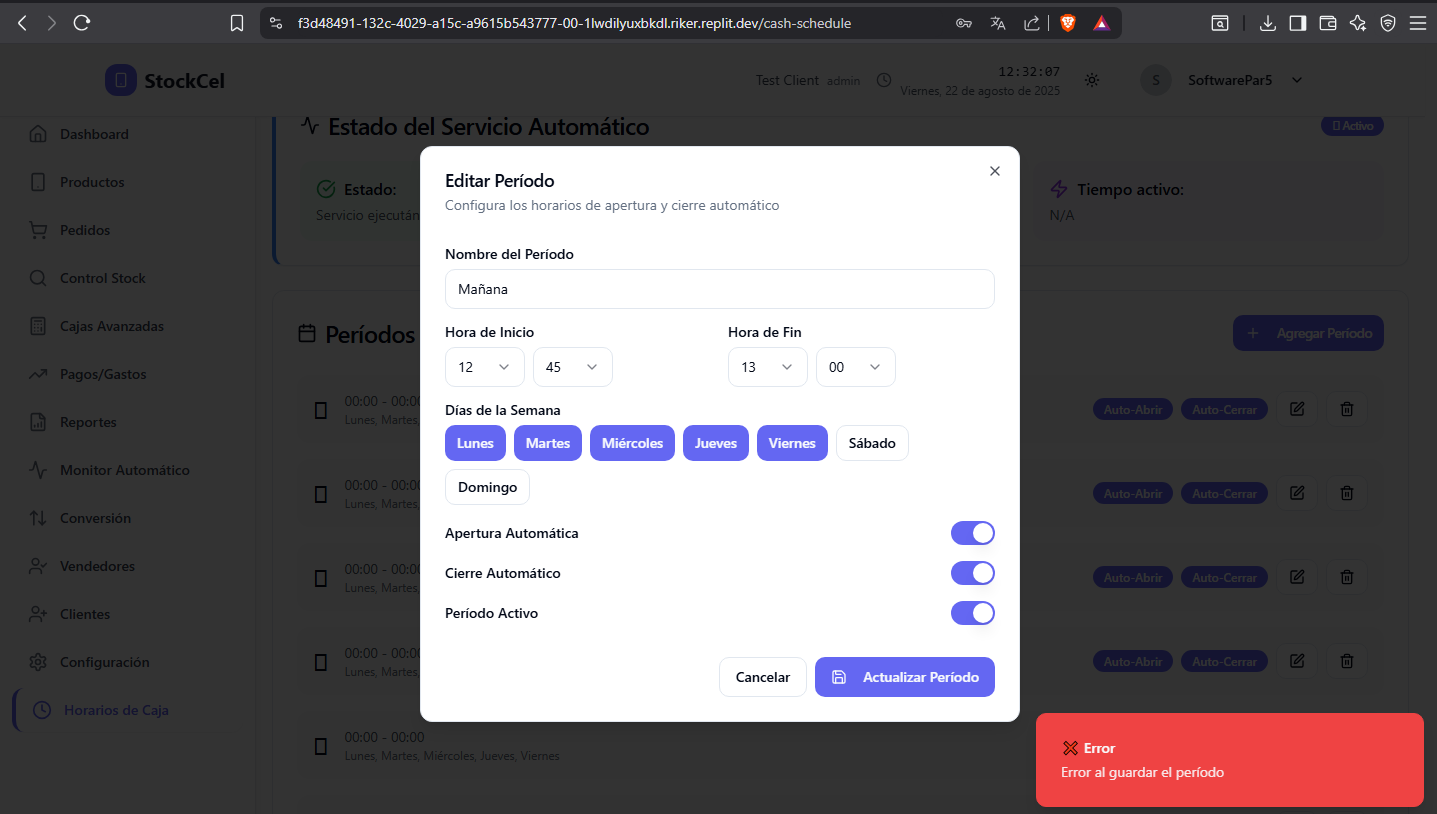 f3d48491-132c-4029-a15c-a9615b543777-00-1lwdilyuxbkdl.riker.replit.dev/cash-schedule
StockCel
Test Client admin
12:32:07
Viernes, 22 de agosto de 2025
S
SoftwarePar5
Dashboard
Productos
Pedidos
Control Stock
Cajas Avanzadas
Pagos/Gastos
Reportes
Monitor Automático
Conversión
Vendedores
Clientes
Configuración
Horarios de Caja
Estado del Servicio Automático
Activo
Estado:
Servicio ejecután
Tiempo activo:
N/A
Períodos
+ Agregar Período
00:00 - 00:00
Lunes, Martes,
Auto-Abrir Auto-Cerrar
00:00 - 00:00
Lunes, Martes,
Auto-Abrir Auto-Cerrar
00:00 - 00:00
Lunes, Martes,
Auto-Abrir Auto-Cerrar
00:00 - 00:00
Lunes, Martes,
Auto-Abrir Auto-Cerrar
00:00 - 00:00
Lunes, Martes, Miércoles, Jueves, Viernes
Editar Período
Configura los horarios de apertura y cierre automático
Nombre del Período
Mañana
Hora de Inicio Hora de Fin
12 45 13 00
Días de la Semana
Lunes Martes Miércoles Jueves Viernes Sábado
Domingo
Apertura Automática
Cierre Automático
Período Activo
Cancelar Actualizar Período
Error
Error al guardar el período